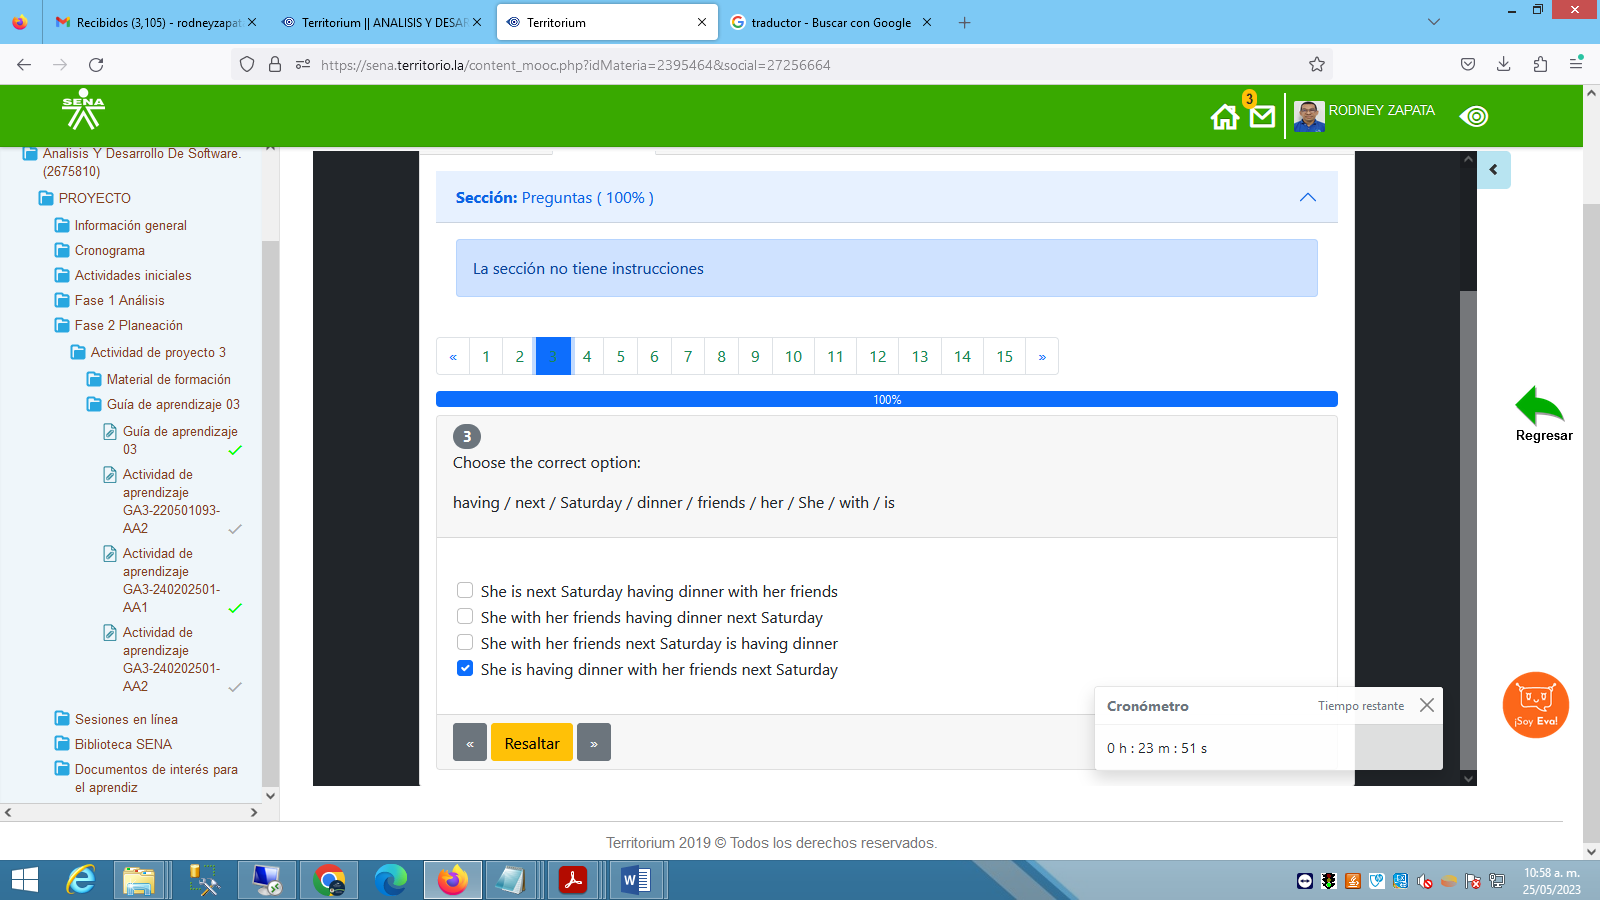 Recibidos (3,105) - rodneyzapat
Territorium || ANALISIS Y DESAR
Territorium
traductor - Buscar con Google
https://sena.territorio.la/content_mooc.php?idMateria=2395464&social=27256664
SENA
3
RODNEY ZAPATA
Analisis Y Desarrollo De Software.
(2675810)
PROYECTO
Información general
Cronograma
Actividades iniciales
Fase 1 Análisis
Fase 2 Planeación
Actividad de proyecto 3
Material de formación
Guía de aprendizaje 03
Guía de aprendizaje
03
Actividad de
aprendizaje
GA3-220501093-
AA2
Actividad de
aprendizaje
GA3-240202501-
AA1
Actividad de
aprendizaje
GA3-240202501-
AA2
Sesiones en línea
Biblioteca SENA
Documentos de interés para
el aprendiz
Sección: Preguntas ( 100% )
La sección no tiene instrucciones
« 1 2 3 4 5 6 7 8 9 10 11 12 13 14 15 »
100%
3
Choose the correct option:
having / next / Saturday / dinner / friends / her / She / with / is
She is next Saturday having dinner with her friends
She with her friends having dinner next Saturday
She with her friends next Saturday is having dinner
She is having dinner with her friends next Saturday
« Resaltar »
Cronómetro Tiempo restante
0 h : 23 m : 51 s
Regresar
¡Soy Eva!
Territorium 2019 © Todos los derechos reservados.
10:58 a. m.
25/05/2023